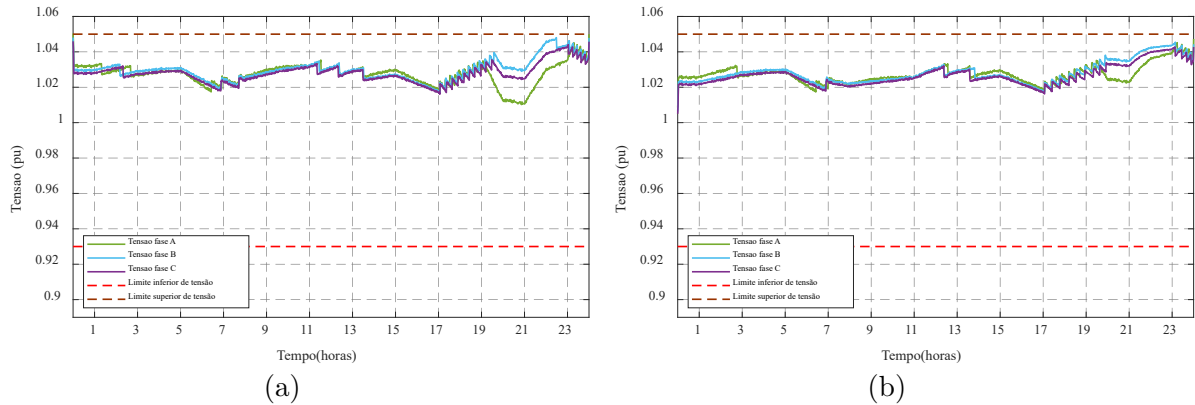 1.06
1.04
1.02
1
0.98
0.96
0.94
0.92
0.9
Tensao (pu)
Tensao fase A
Tensao fase B
Tensao fase C
Limite inferior de tensão
Limite superior de tensão
1 3 5 7 9 11 13 15 17 19 21 23
Tempo(horas)
(a)
1.06
1.04
1.02
1
0.98
0.96
0.94
0.92
0.9
Tensao (pu)
Tensao fase A
Tensao fase B
Tensao fase C
Limite inferior de tensão
Limite superior de tensão
1 3 5 7 9 11 13 15 17 19 21 23
Tempo(horas)
(b)